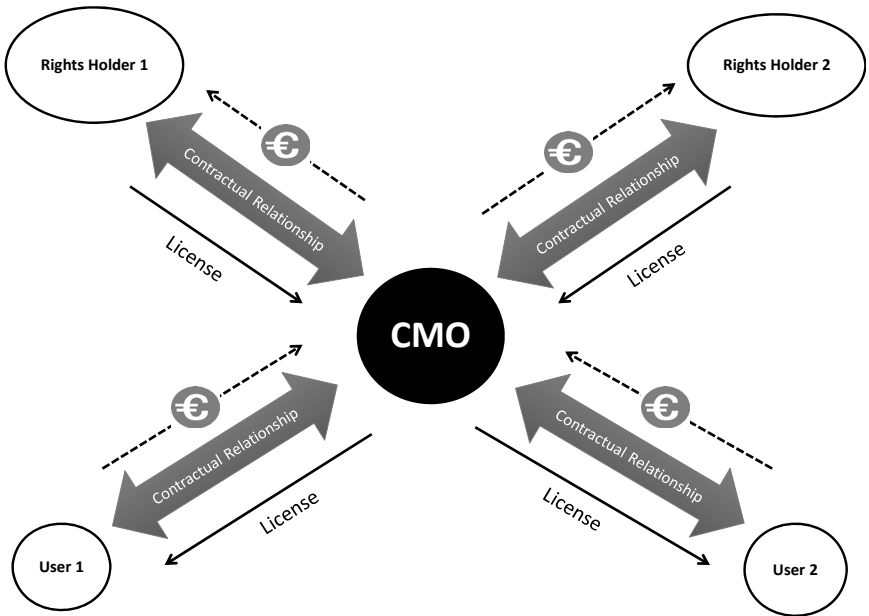 Rights Holder 1
Rights Holder 2
€
€
Contractual Relationship
Contractual Relationship
License
License
CMO
€
€
Contractual Relationship
Contractual Relationship
License
License
User 1
User 2